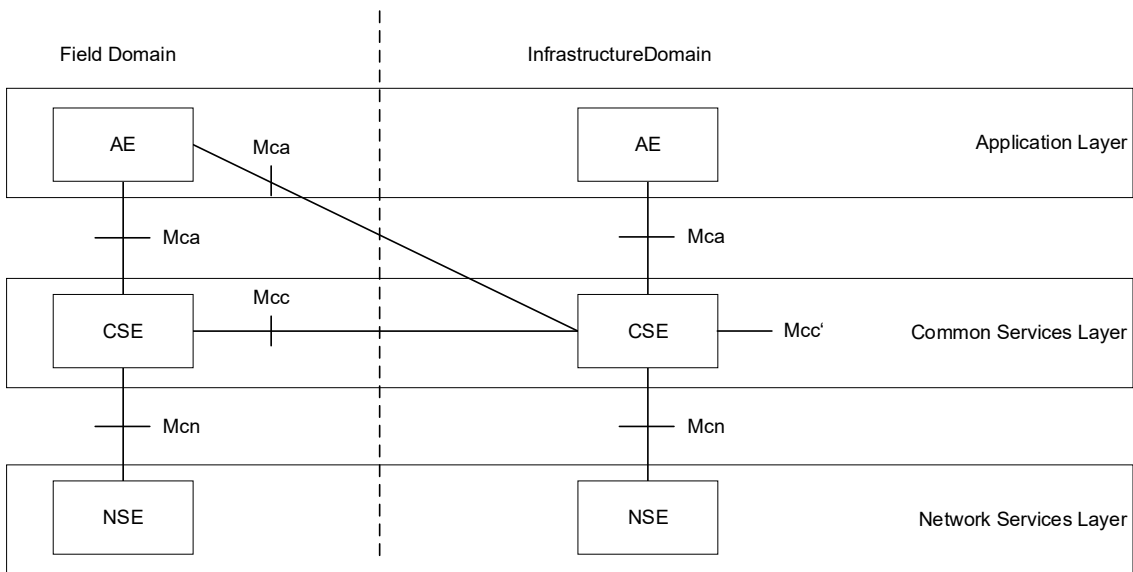 Field Domain
InfrastructureDomain
AE
Mca
AE
Application Layer
Mca
Mca
Mcc
CSE
CSE
Mcc‘
Common Services Layer
Mcn
Mcn
NSE
NSE
Network Services Layer